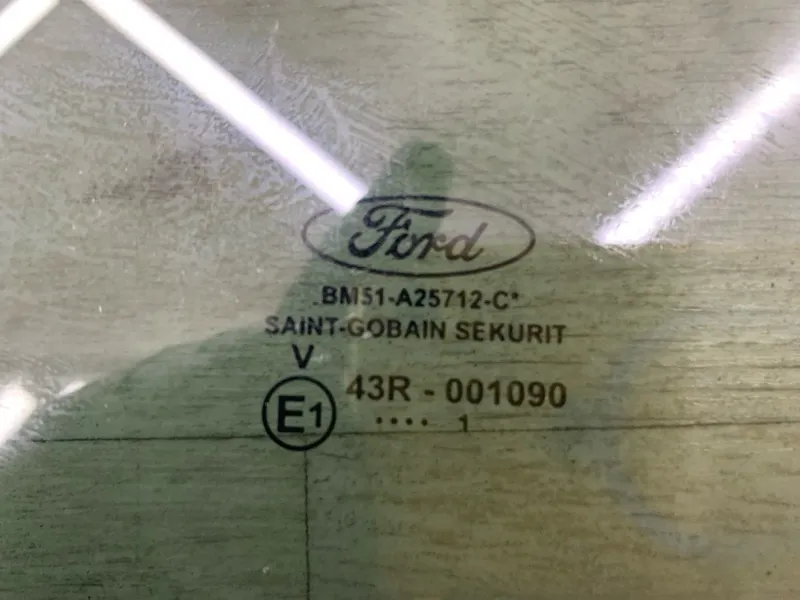 Ford
.BM51-A25712-C*
SAINT-GOBAIN SEKURIT
V
E1 43R - 001090
.... 1